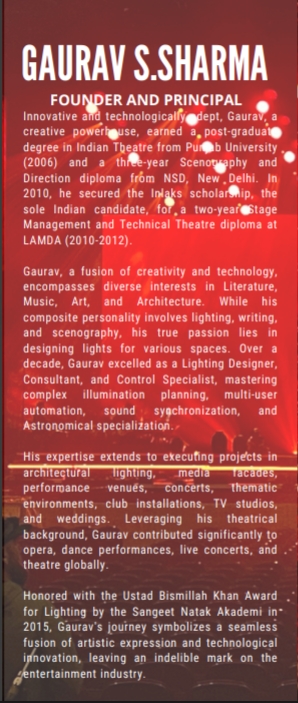 GAURAV S.SHARMA
FOUNDER AND PRINCIPAL
Innovative and technologically adept, Gaurav, a
creative powerhouse, earned a post-graduate
degree in Indian Theatre from Punjab University
(2006) and a three-year Scenography and
Direction diploma from NSD, New Delhi. In
2010, he secured the Inlaks scholarship, the
sole Indian candidate, for a two-year Stage
Management and Technical Theatre diploma at
LAMDA (2010-2012).
Gaurav, a fusion of creativity and technology,
encompasses diverse interests in Literature,
Music, Art, and Architecture. While his
composite personality involves lighting, writing,
and scenography, his true passion lies in
designing lights for various spaces. Over a
decade, Gaurav excelled as a Lighting Designer,
Consultant, and Control Specialist, mastering
complex illumination planning, multi-user
automation, sound synchronization, and
Astronomical specialization.
His expertise extends to executing projects in
architectural lighting, media facades,
performance venues, concerts, thematic
environments, club installations, TV studios,
and weddings. Leveraging his theatrical
background, Gaurav contributed significantly to
opera, dance performances, live concerts, and
theatre globally.
Honored with the Ustad Bismillah Khan Award
for Lighting by the Sangeet Natak Akademi in
2015, Gaurav's journey symbolizes a seamless
fusion of artistic expression and technological
innovation, leaving an indelible mark on the
entertainment industry.